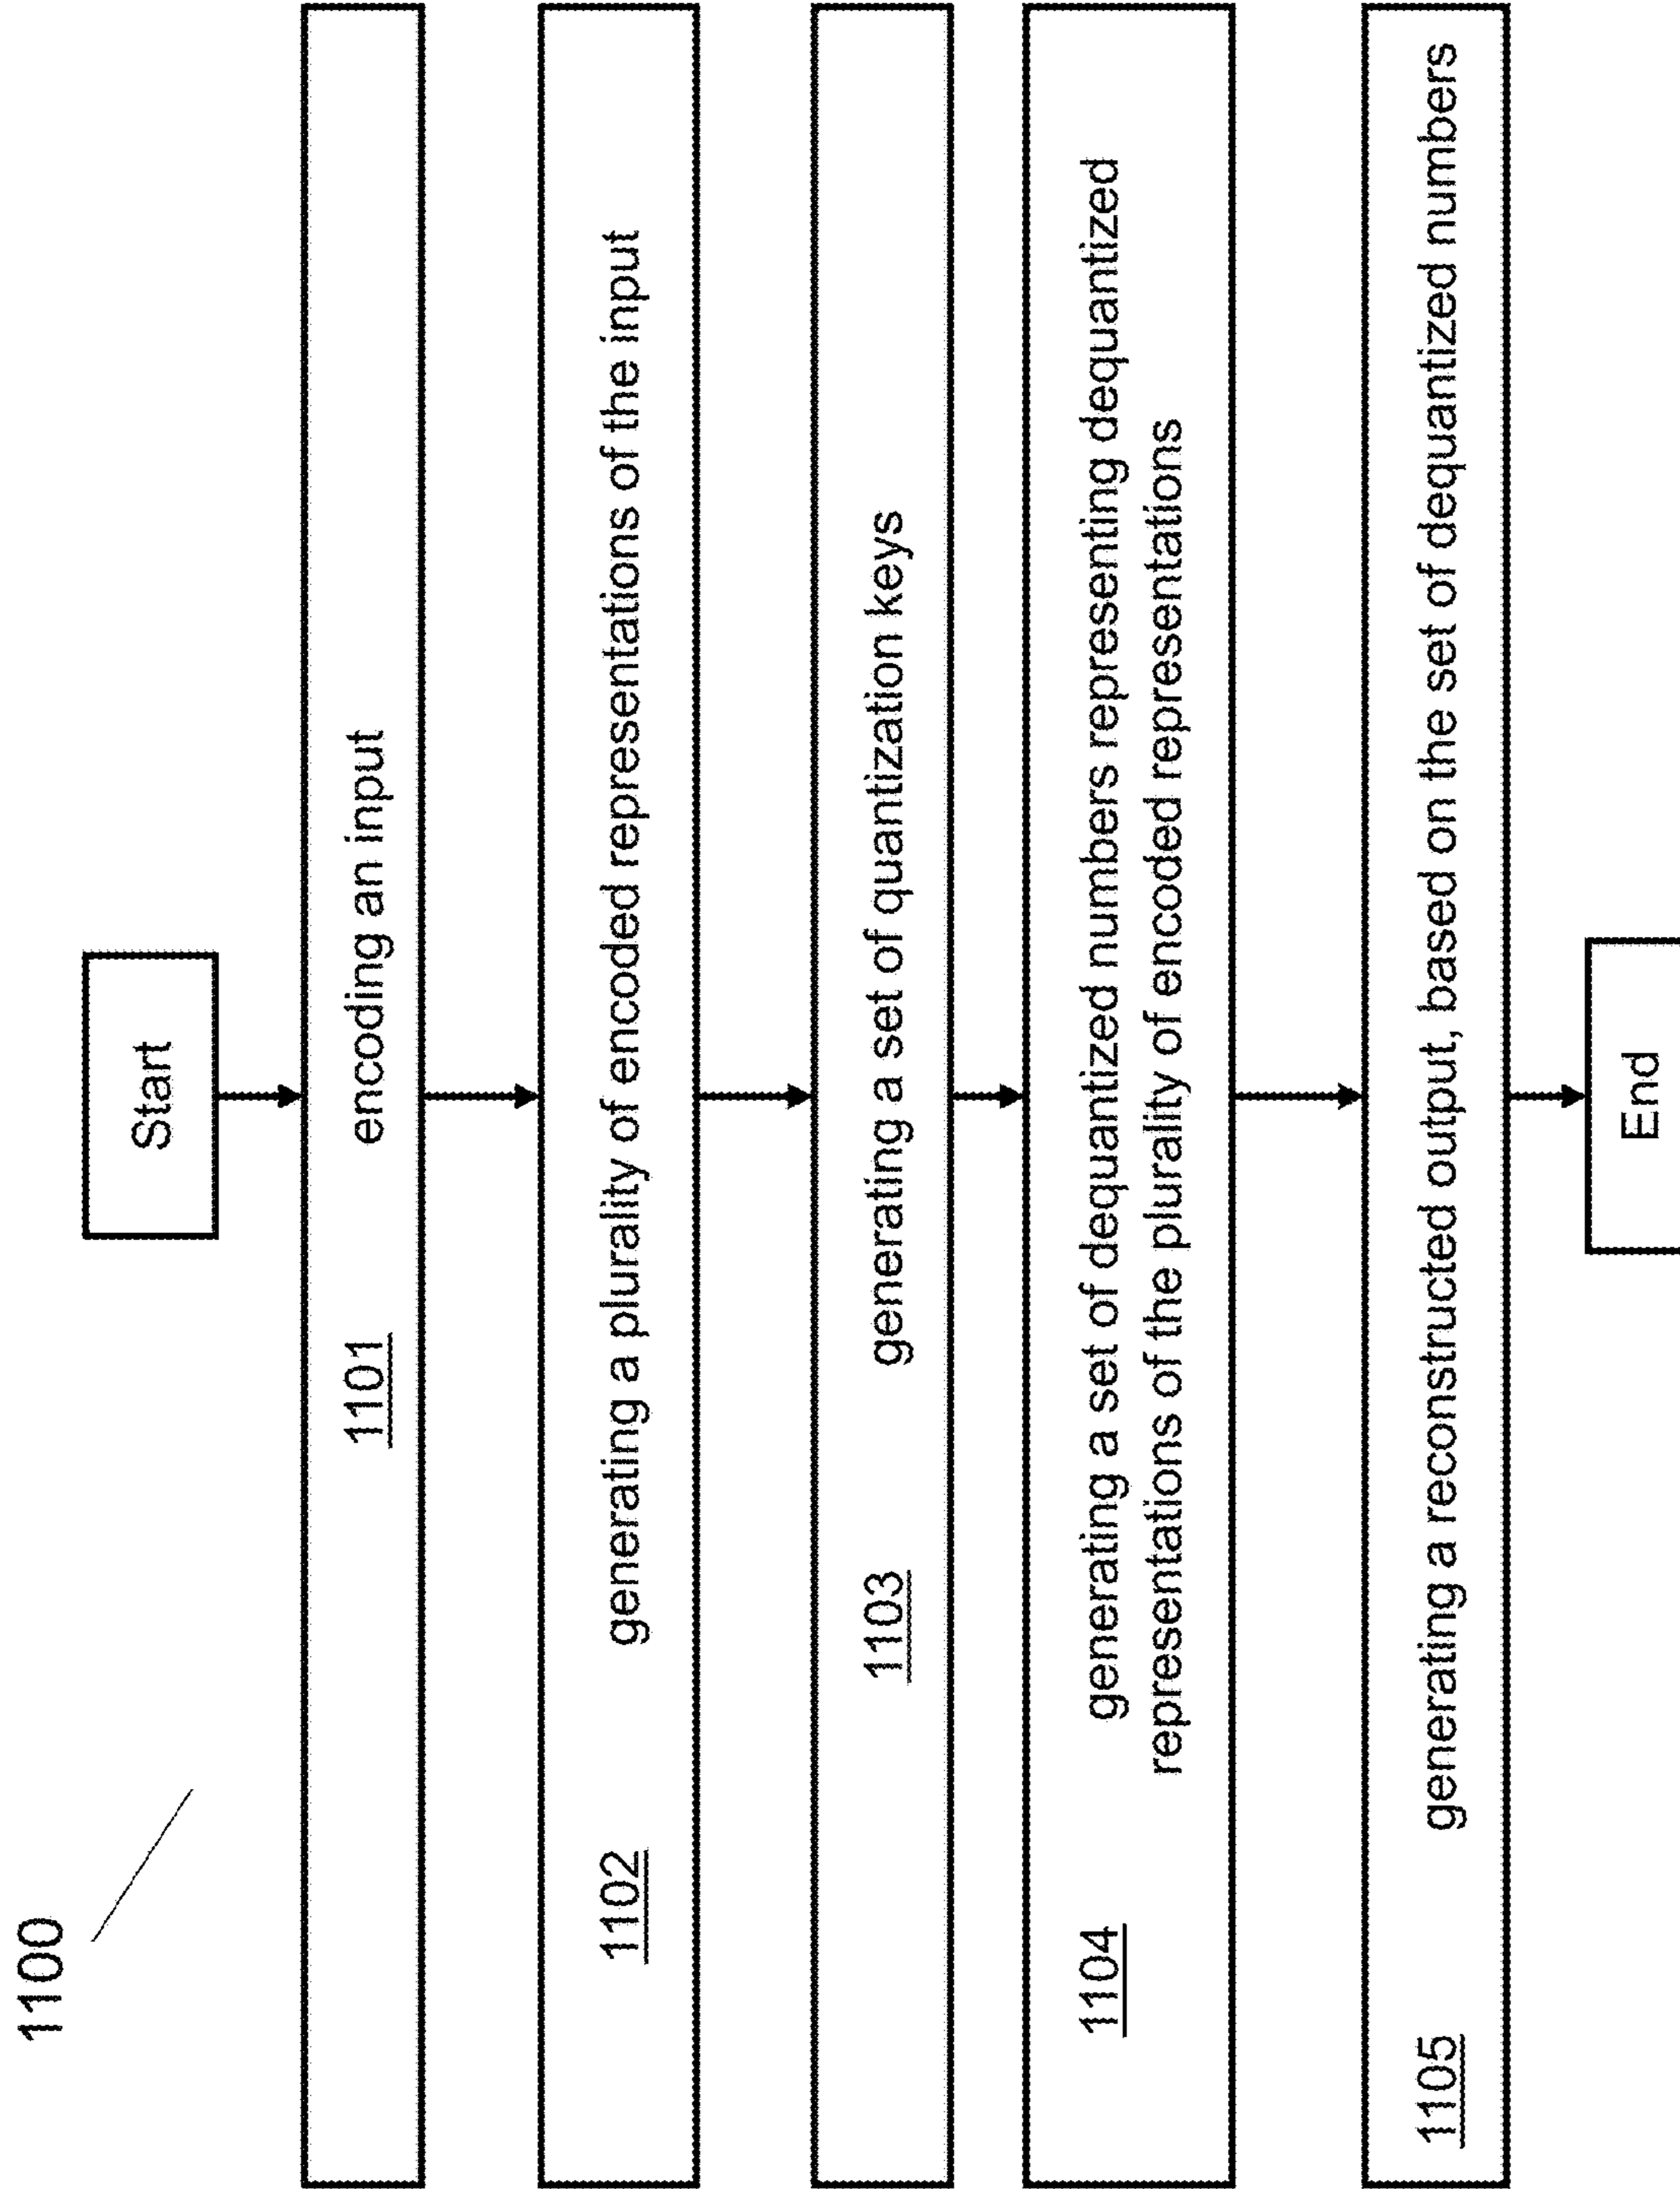 1100
Start
1101 encoding an input
1102 generating a plurality of encoded representations of the input
1103 generating a set of quantization keys
1104 generating a set of dequantized numbers representing dequantized
representations of the plurality of encoded representations
1105 generating a reconstructed output, based on the set of dequantized numbers
End